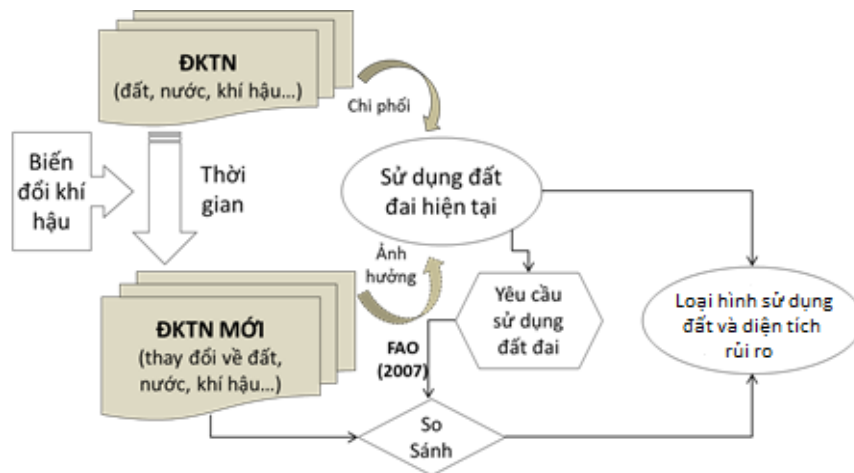 ĐKTN
(đất, nước, khí hậu...)
Chi phối
Biến
đổi khí
hậu
Thời
gian
Sử dụng đất
đai hiện tại
Ảnh
hưởng
ĐKTN MỚI
(thay đổi về đất,
nước, khí hậu...)
Yêu cầu
sử dụng
đất đai
FAO
(2007)
Loại hình sử dụng
đất và diện tích
rủi ro
So
Sánh